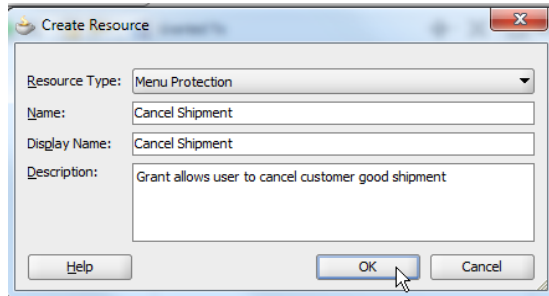 Create Resource
Resource Type: Menu Protection
Name: Cancel Shipment
Display Name: Cancel Shipment
Description: Grant allows user to cancel customer good shipment
Help OK Cancel